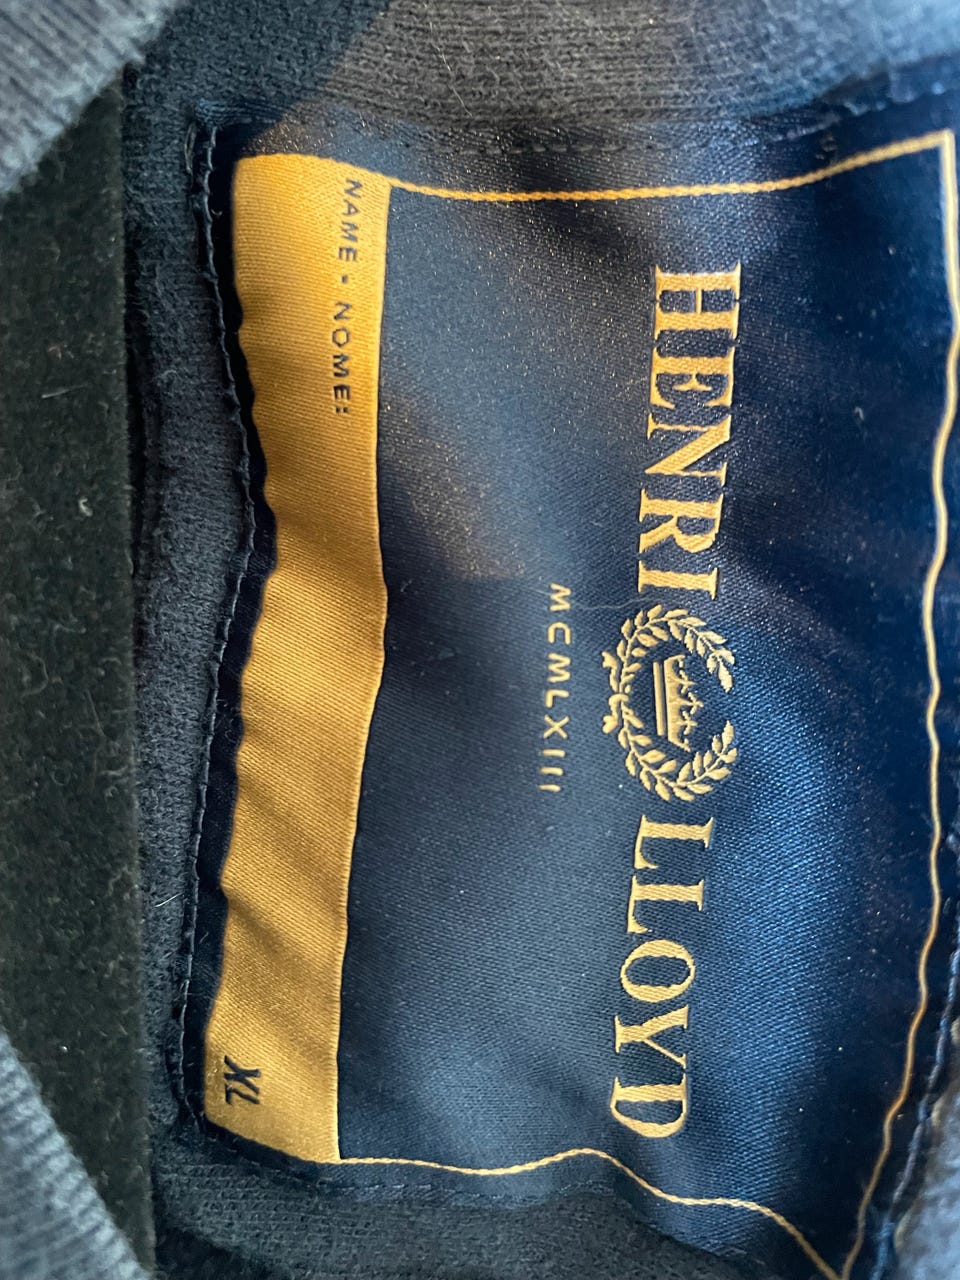 HENRI LLOYD
MCMLXIII
NAME • NOME:
XL